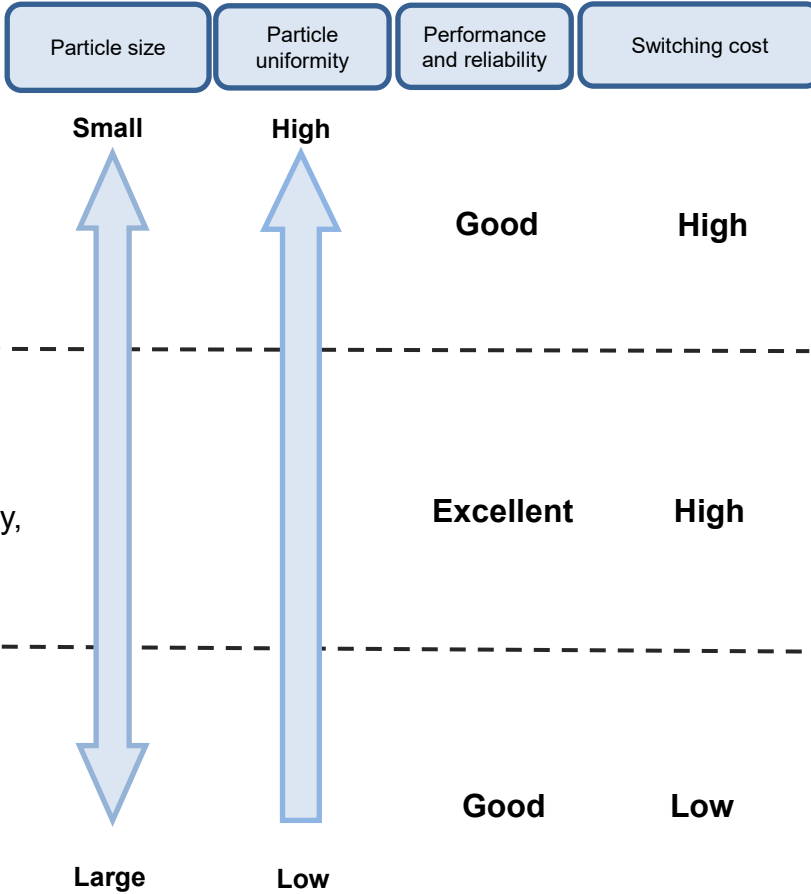 Particle size
Particle
uniformity
Performance
and reliability
Switching cost
Small
High
Good
High
y,
Excellent
High
Good
Low
Large
Low